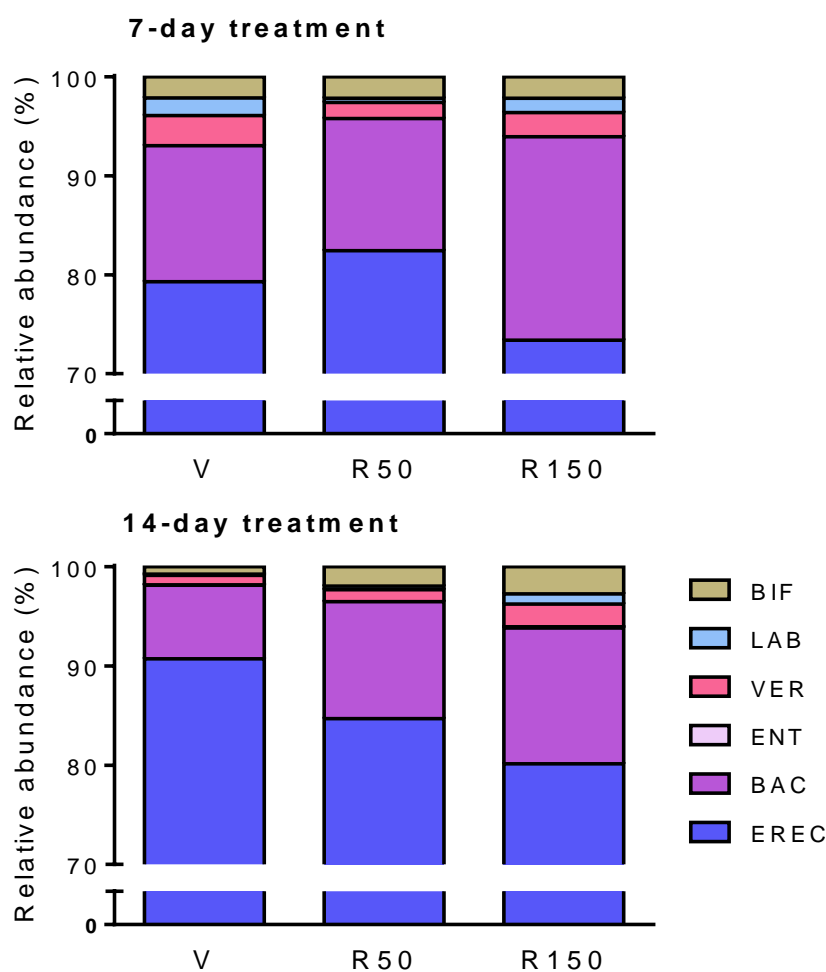 7-day treatment
Relative abundance (%)
100
90
80
70
0
V R50 R150
14-day treatment
Relative abundance (%)
100
90
80
70
0
V R50 R150
BIF
LAB
VER
ENT
BAC
EREC